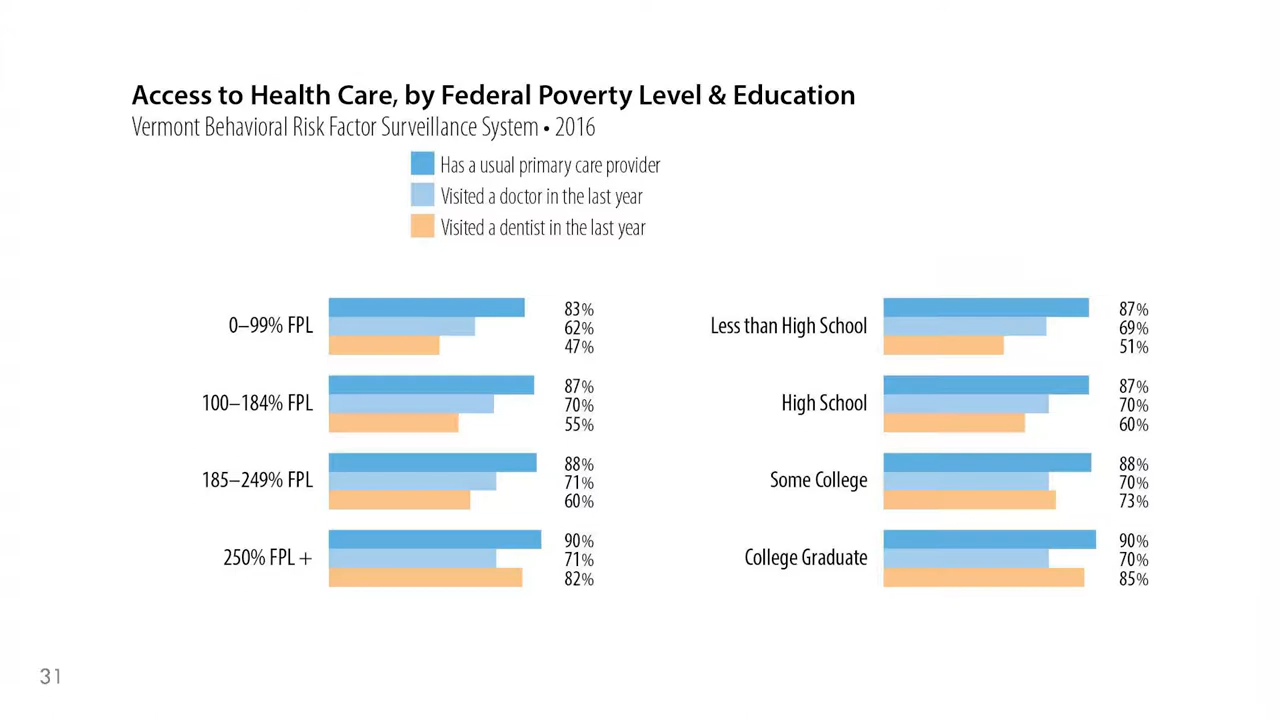 Access to Health Care, by Federal Poverty Level & Education
Vermont Behavioral Risk Factor Surveillance System • 2016
Has a usual primary care provider
Visited a doctor in the last year
Visited a dentist in the last year
0–99% FPL
83%
62%
47%
100–184% FPL
87%
70%
55%
185–249% FPL
88%
71%
60%
250% FPL +
90%
71%
82%
Less than High School
87%
69%
51%
High School
87%
70%
60%
Some College
88%
70%
73%
College Graduate
90%
70%
85%
31